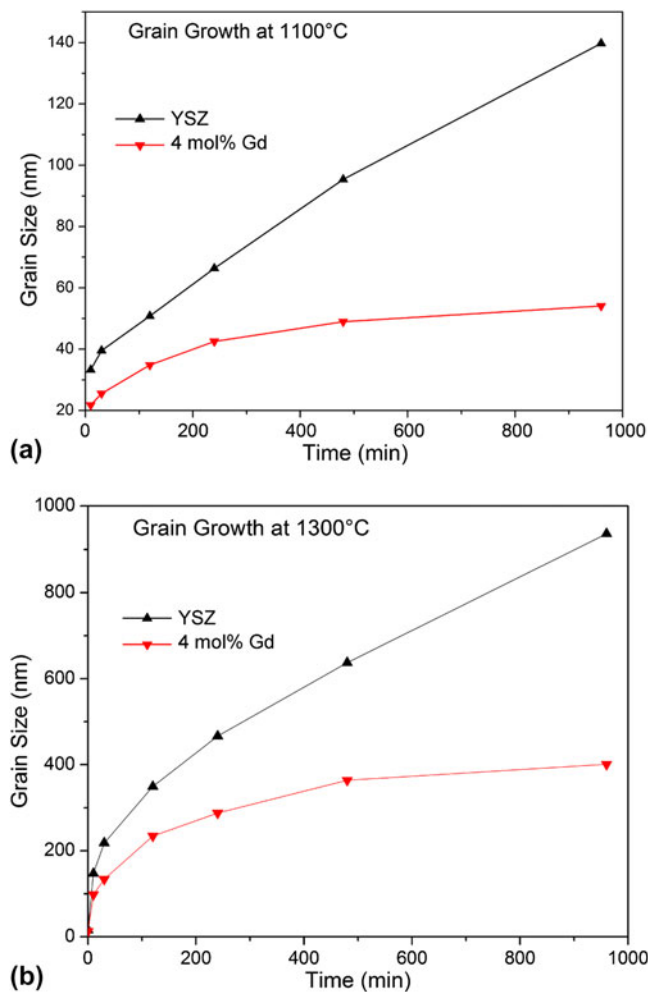 Grain Growth at 1100°C
YSZ
4 mol% Gd
Grain Size (nm)
140
120
100
80
60
40
20
0
200
400
600
800
1000
Time (min)
(a)
Grain Growth at 1300°C
YSZ
4 mol% Gd
Grain Size (nm)
1000
800
600
400
200
0
0
200
400
600
800
1000
Time (min)
(b)